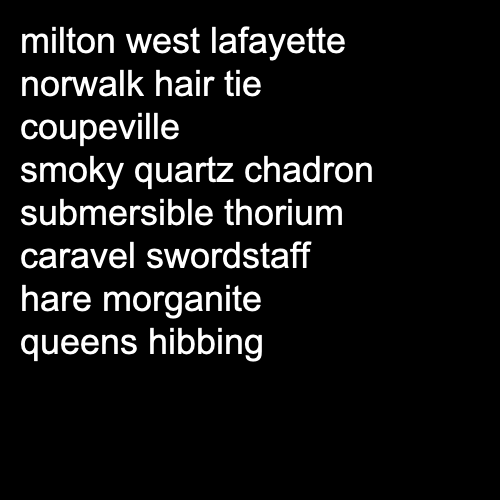 milton west lafayette
norwalk hair tie
coupeville
smoky quartz chadron
submersible thorium
caravel swordstaff
hare morganite
queens hibbing